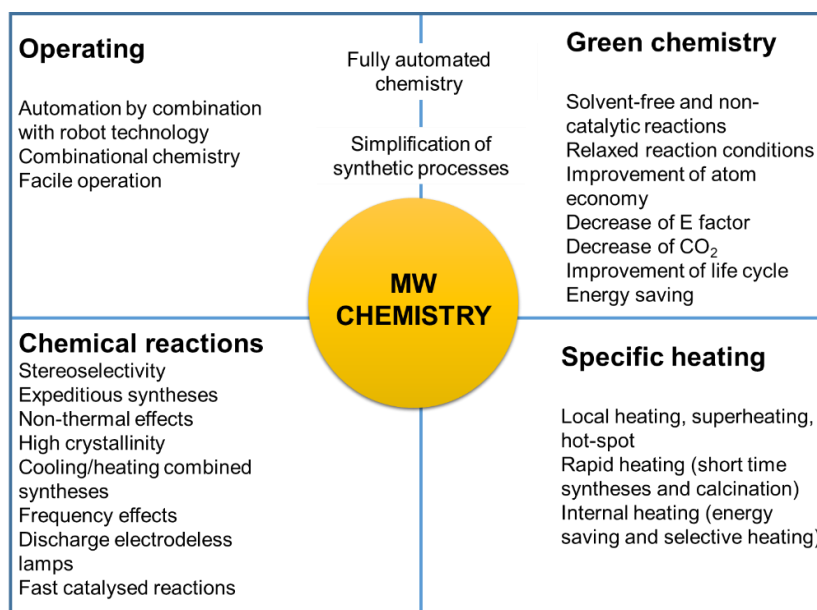 Operating
Automation by combination
with robot technology
Combinational chemistry
Facile operation
Fully automated
chemistry
Simplification of
synthetic processes
Green chemistry
Solvent-free and non-
catalytic reactions
Relaxed reaction conditions
Improvement of atom
economy
Decrease of E factor
Decrease of CO₂
Improvement of life cycle
Energy saving
MW
CHEMISTRY
Chemical reactions
Stereoselectivity
Expeditious syntheses
Non-thermal effects
High crystallinity
Cooling/heating combined
syntheses
Frequency effects
Discharge electrodeless
lamps
Fast catalysed reactions
Specific heating
Local heating, superheating,
hot-spot
Rapid heating (short time
syntheses and calcination)
Internal heating (energy
saving and selective heating)